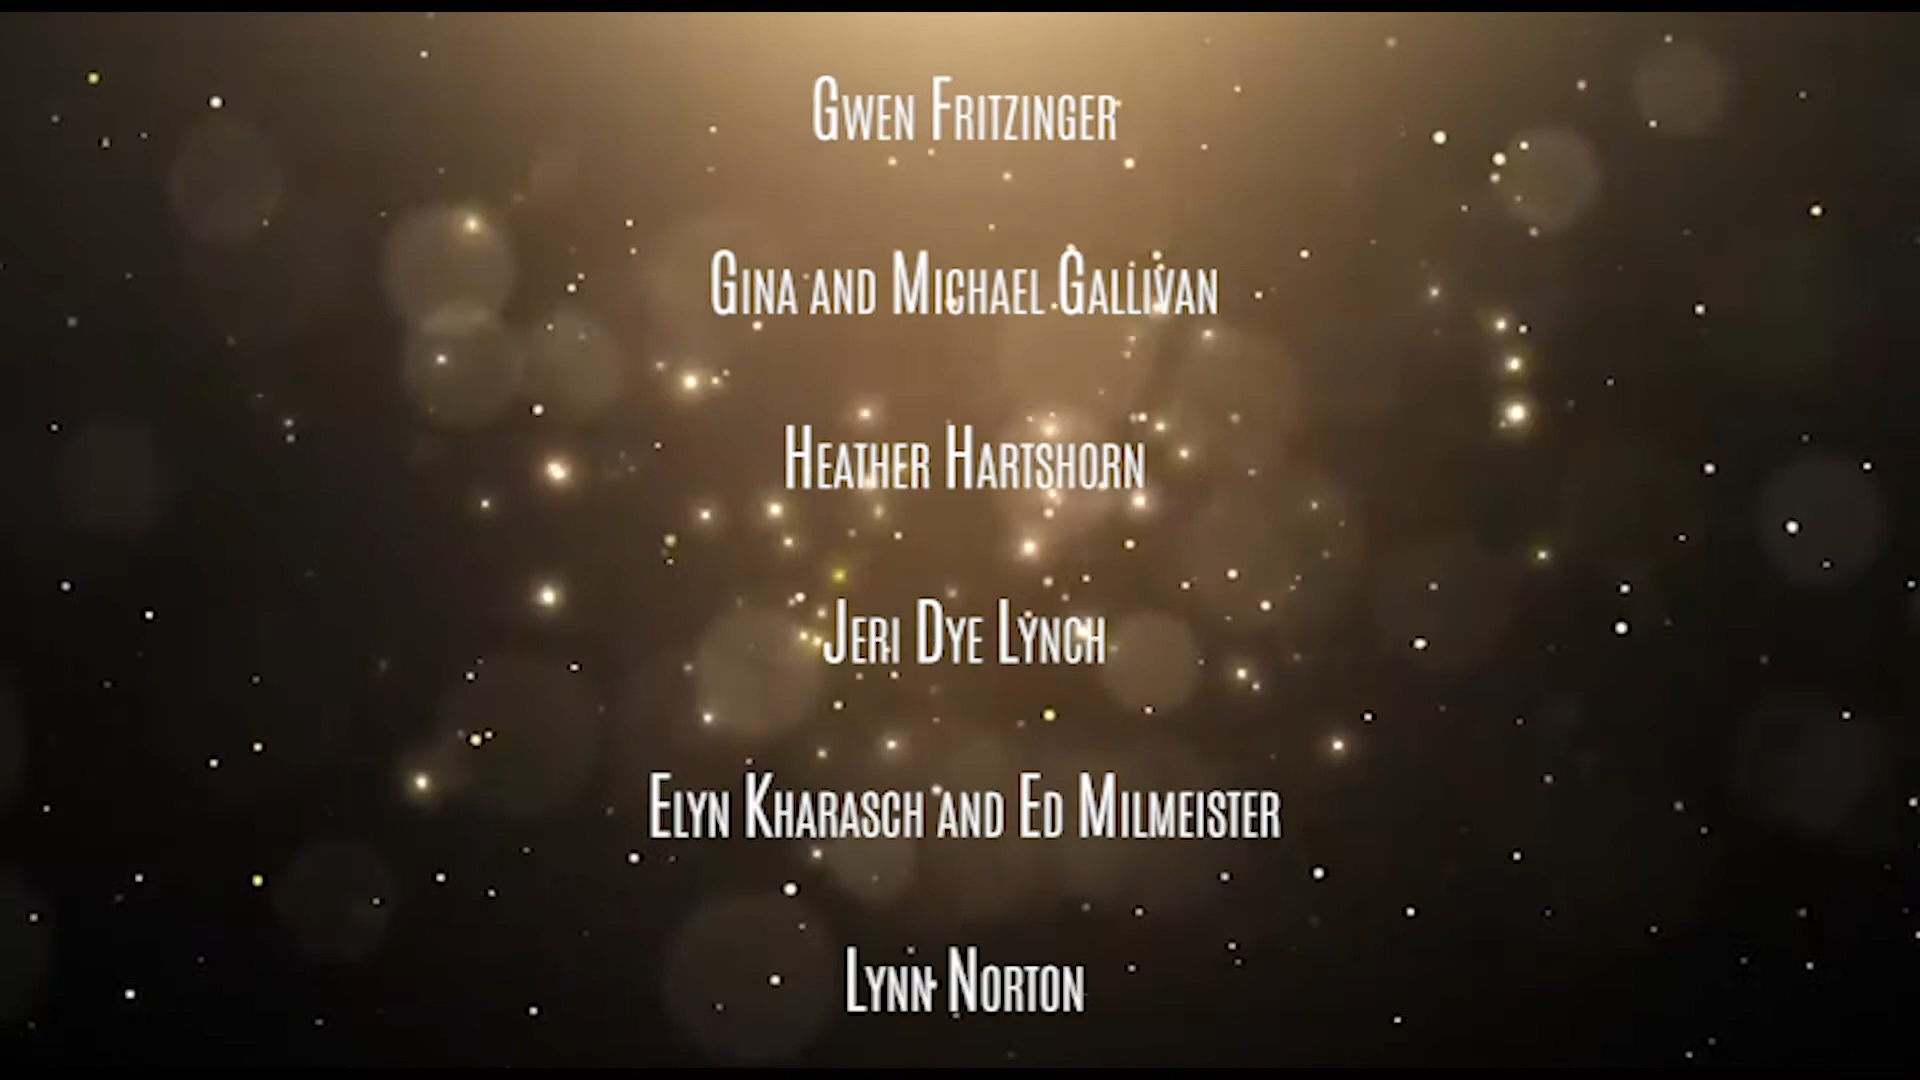 Gwen Fritzinger
Gina and Michael Gallivan
Heather Hartshorn
Jeri Dye Lynch
Elyn Kharasch and Ed Milmeister
Lynn Norton